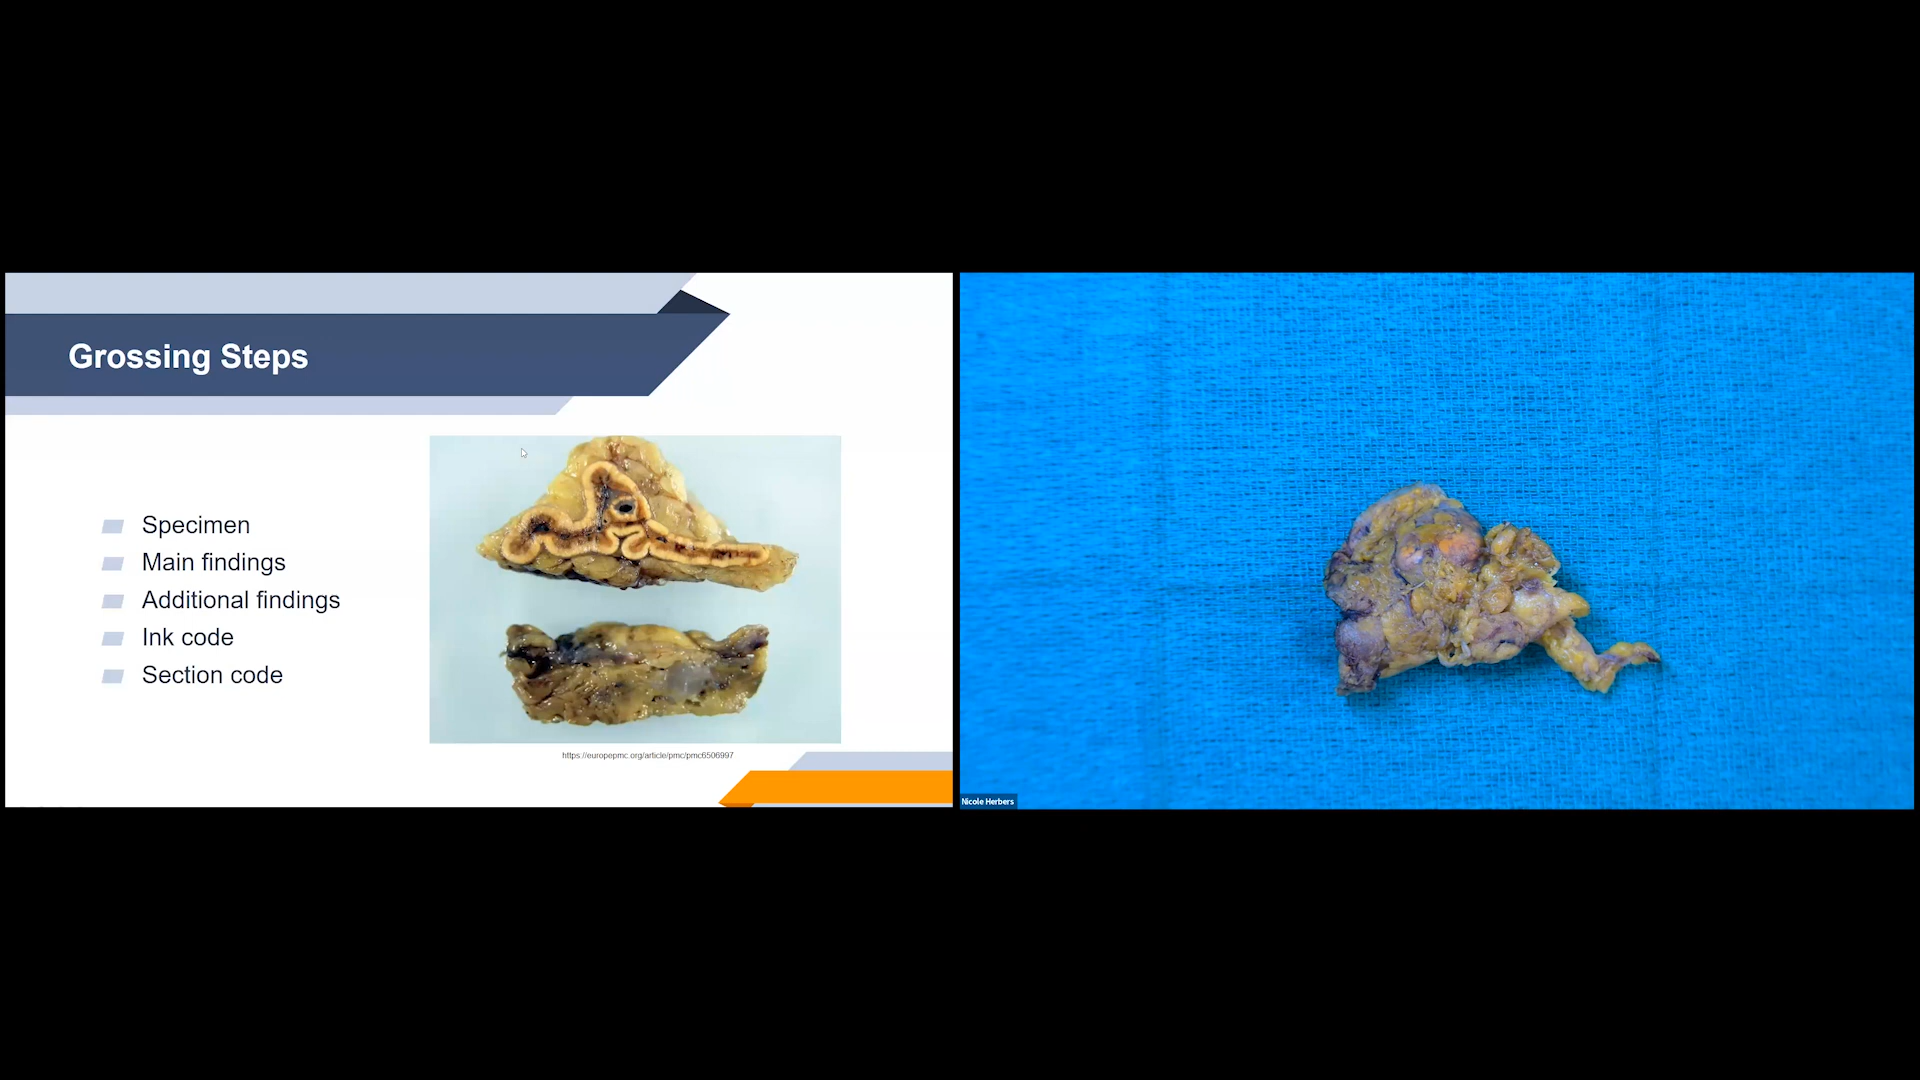 Grossing Steps
Specimen
Main findings
Additional findings
Ink code
Section code
https://europepmc.org/article/pmc/pmc6506997
Nicole Herbers